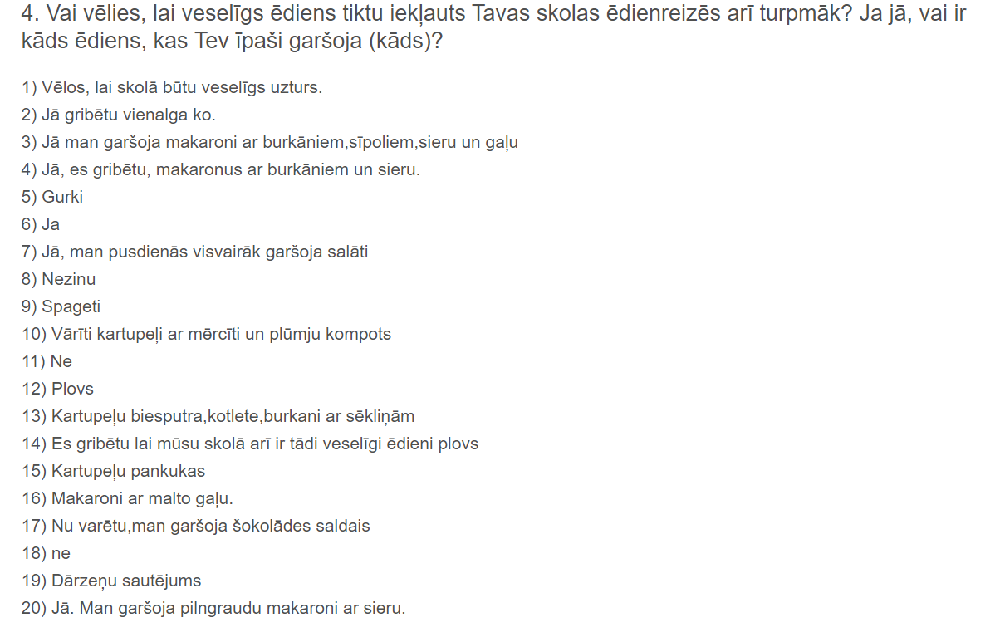 4. Vai vēlies, lai veselīgs ēdiens tiktu iekļauts Tavas skolas ēdienreizēs arī turpmāk? Ja jā, vai ir
kāds ēdiens, kas Tev īpaši garšoja (kāds)?
1) Vēlos, lai skolā būtu veselīgs uzturs.
2) Jā gribētu vienalga ko.
3) Jā man garšoja makaroni ar burkāniem,sīpoliem,sieru un gaļu
4) Jā, es gribētu, makaronus ar burkāniem un sieru.
5) Gurki
6) Ja
7) Jā, man pusdienās visvairāk garšoja salāti
8) Nezinu
9) Spageti
10) Vārīti kartupeļi ar mērcīti un plūmju kompots
11) Ne
12) Plovs
13) Kartupeļu biesputra,kotlete,burkani ar sēkliņām
14) Es gribētu lai mūsu skolā arī ir tādi veselīgi ēdieni plovs
15) Kartupeļu pankukas
16) Makaroni ar malto gaļu.
17) Nu varētu,man garšoja šokolādes saldais
18) ne
19) Dārzeņu sautējums
20) Jā. Man garšoja pilngraudu makaroni ar sieru.